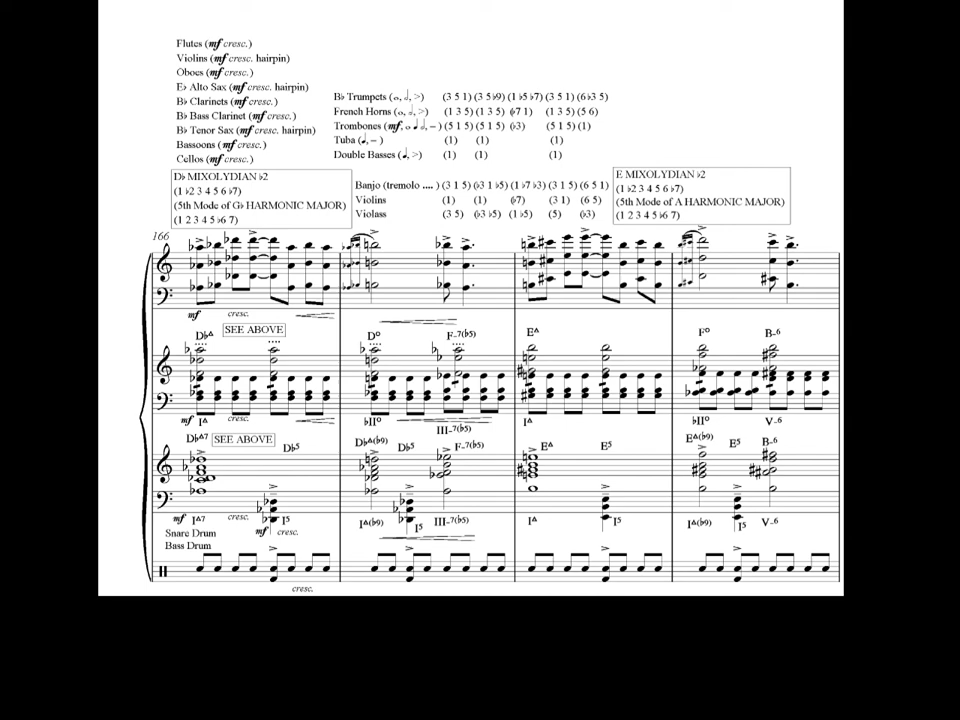 Flutes (mf cresc.)
Violins (mf cresc. hairpin)
Oboes (mf cresc.)
E♭ Alto Sax (mf cresc. hairpin)
B♭ Clarinets (mf cresc.)
B♭ Bass Clarinet (mf cresc.)
B♭ Tenor Sax (mf cresc. hairpin)
Bassoons (mf cresc.)
Cellos (mf cresc.)
B♭ Trumpets (𝅝, 𝅗𝅥, >) (3 5 1) (3 5♭9) (1 ♭5 ♭7) (3 5 1) (6♭3 5)
French Horns (𝅝, 𝅗𝅥, >) (1 3 5) (1 3 5) (♭7 1) (1 3 5) (5 6)
Trombones (mf, 𝅝 𝅘𝅥 𝅗𝅥, –) (5 1 5) (5 1 5) (♭3) (5 1 5) (1)
Tuba (𝅘𝅥, –) (1) (1) (1)
Double Basses (𝅘𝅥, >) (1) (1) (1)
D♭ MIXOLYDIAN ♭2
(1 ♭2 3 4 5 6 ♭7)
(5th Mode of G♭ HARMONIC MAJOR)
(1 2 3 4 5 ♭6 7)
Banjo (tremolo .... ) (3 1 5) (♭3 1 ♭5) (1 ♭7 ♭3) (3 1 5) (6 5 1)
Violins (1) (1) (♭7) (3 1) (6 5)
Violass (3 5) (♭3 ♭5) (1 ♭5) (5) (♭3)
E MIXOLYDIAN ♭2
(1 ♭2 3 4 5 6 ♭7)
(5th Mode of A HARMONIC MAJOR)
(1 2 3 4 5 ♭6 7)
166
mf cresc.
D♭∆ SEE ABOVE D° F-7(♭5) E∆ F° B-6
mf I∆ cresc. ♭II° III-7(♭5) I∆ ♭II° V-6
D♭∆7 SEE ABOVE D♭5 D♭∆(♭9) D♭5 F-7(♭5) E∆ E5 E∆(♭9) E5 B-6
mf I∆7 cresc. I5 I∆(♭9) I5 III-7(♭5) I∆ I5 I∆(♭9) I5 V-6
mf cresc.
Snare Drum
Bass Drum
cresc.